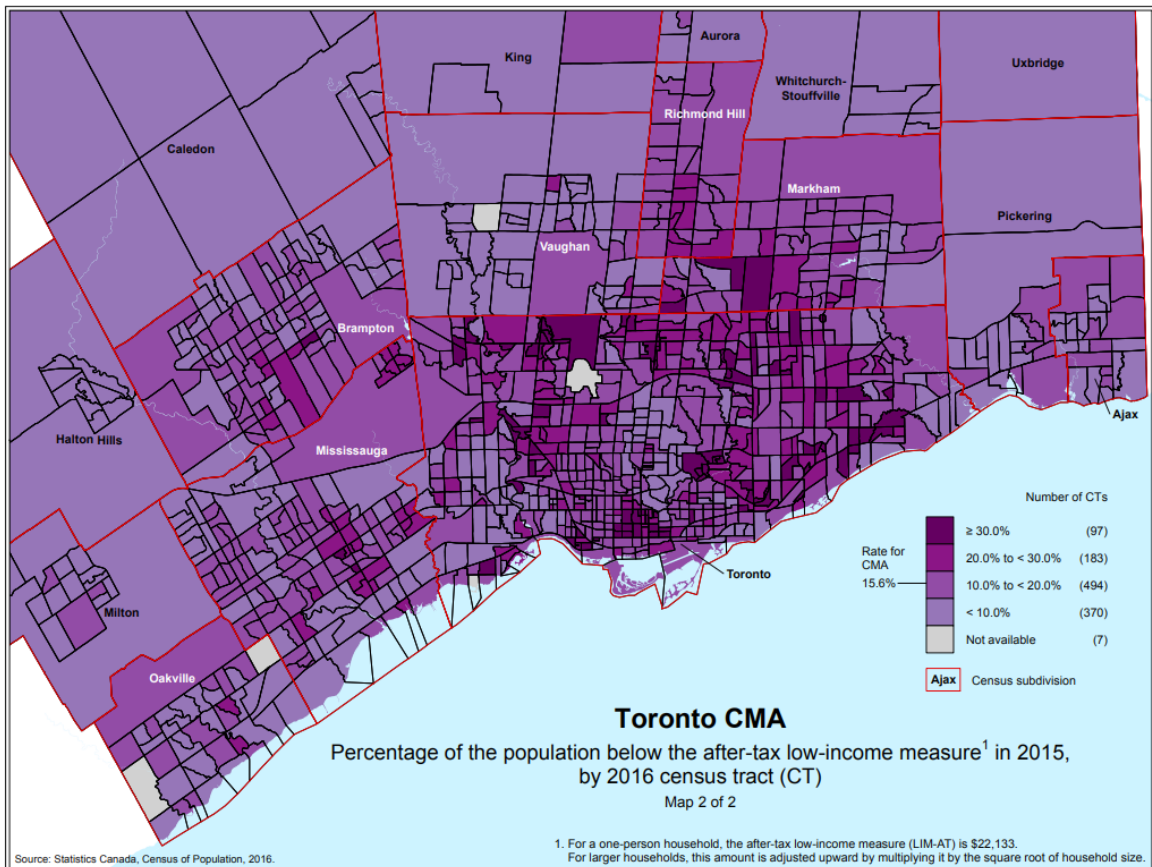 Aurora
King
Uxbridge
Whitchurch-
Stouffville
Richmond Hill
Caledon
Markham
Pickering
Vaughan
Brampton
Ajax
Halton Hills
Mississauga
Toronto
Milton
Oakville
Number of CTs
≥ 30.0% (97)
Rate for
CMA
15.6%
20.0% to < 30.0% (183)
10.0% to < 20.0% (494)
< 10.0% (370)
Not available (7)
Ajax Census subdivision
Toronto CMA
Percentage of the population below the after-tax low-income measure¹ in 2015,
by 2016 census tract (CT)
Map 2 of 2
1. For a one-person household, the after-tax low-income measure (LIM-AT) is $22,133.
For larger households, this amount is adjusted upward by multiplying it by the square root of household size.
Source: Statistics Canada, Census of Population, 2016.